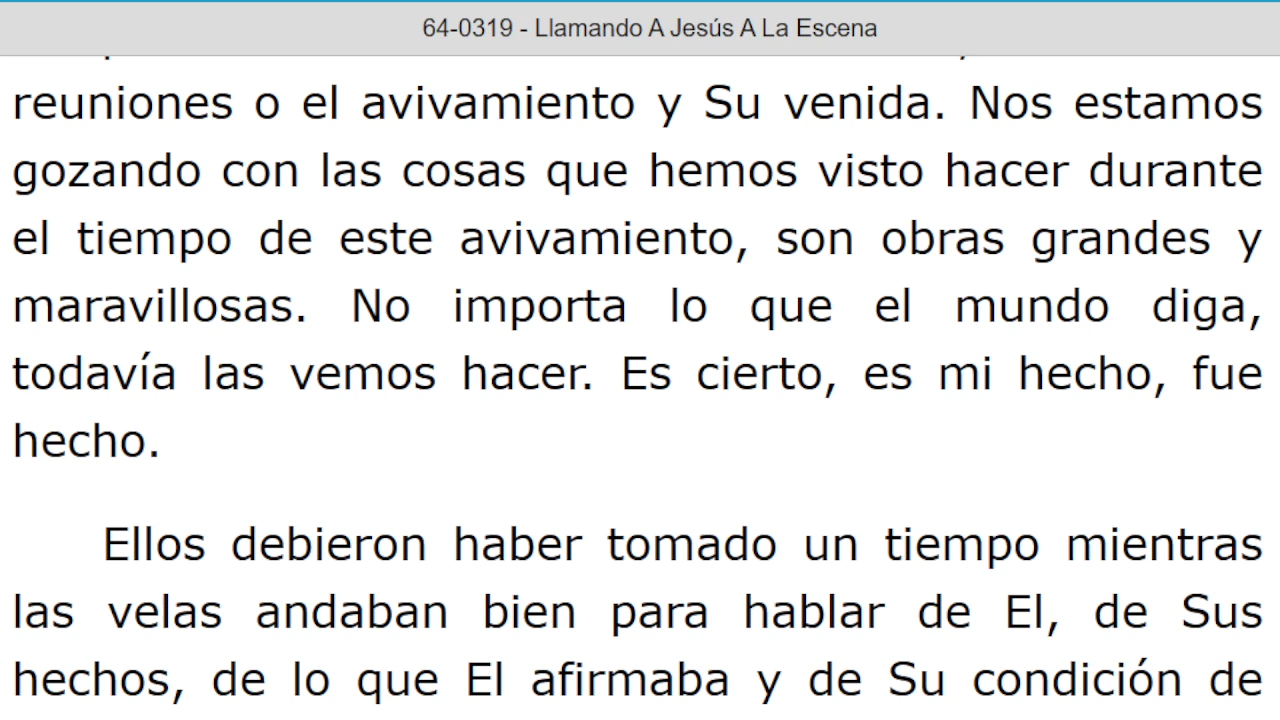 64-0319 - Llamando A Jesús A La Escena
reuniones o el avivamiento y Su venida. Nos estamos
gozando con las cosas que hemos visto hacer durante
el tiempo de este avivamiento, son obras grandes y
maravillosas. No importa lo que el mundo diga,
todavía las vemos hacer. Es cierto, es mi hecho, fue
hecho.
Ellos debieron haber tomado un tiempo mientras
las velas andaban bien para hablar de El, de Sus
hechos, de lo que El afirmaba y de Su condición de